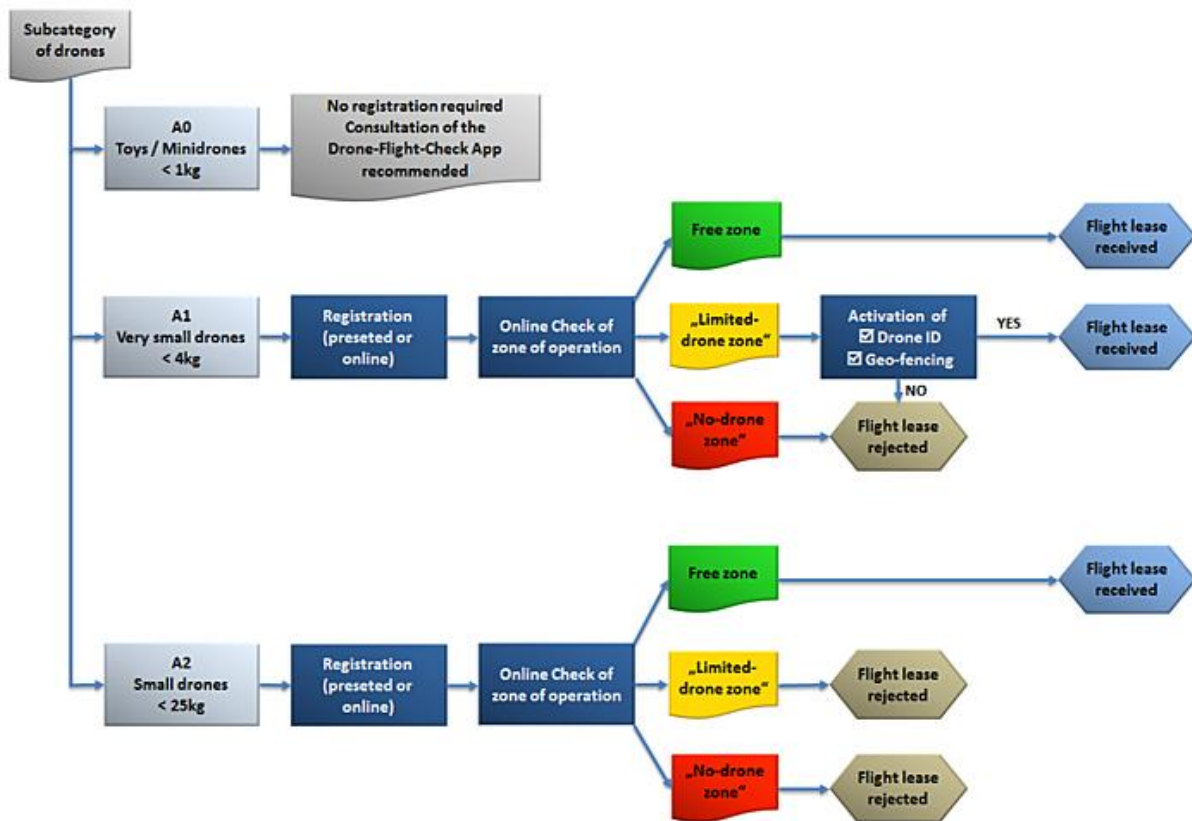 Subcategory
of drones
A0
Toys / Minidrones
< 1kg
No registration required
Consultation of the
Drone-Flight-Check App
recommended
A1
Very small drones
< 4kg
Registration
(preseted or
online)
Online Check of
zone of operation
Free zone
Flight lease
received
„Limited-
drone zone“
Activation of
☑ Drone ID
☑ Geo-fencing
YES
Flight lease
received
NO
„No-drone
zone“
Flight lease
rejected
A2
Small drones
< 25kg
Registration
(preseted or
online)
Online Check of
zone of operation
Free zone
Flight lease
received
„Limited-
drone zone“
Flight lease
rejected
„No-drone
zone“
Flight lease
rejected